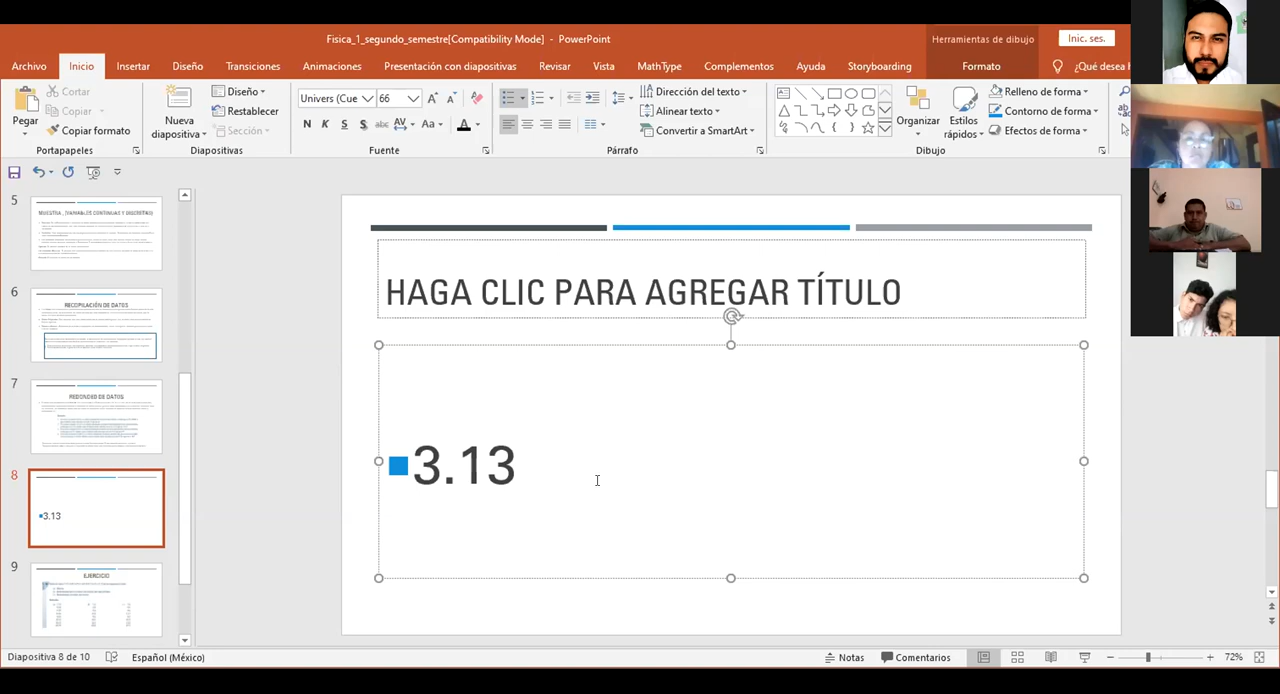 Fisica_1_segundo_semestre[Compatibility Mode] - PowerPoint
Herramientas de dibujo
Inic. ses.
Archivo Inicio Insertar Diseño Transiciones Animaciones Presentación con diapositivas Revisar Vista MathType Complementos Ayuda Storyboarding Formato ¿Qué desea h
Pegar
Cortar
Copiar
Copiar formato
Portapapeles
Nueva diapositiva
Diseño
Restablecer
Sección
Diapositivas
Univers (Cue 66
N K S S abc AV Aa A
Fuente
Dirección del texto
Alinear texto
Convertir a SmartArt
Párrafo
Organizar
Estilos rápidos
Relleno de forma
Contorno de forma
Efectos de forma
Dibujo
5
MUESTRA , (VARIABLES CONTINUAS Y DISCRETAS)
6
RECOPILACIÓN DE DATOS
7
REDONDEO DE DATOS
8
3.13
9
EJERCICIO
HAGA CLIC PARA AGREGAR TÍTULO
3.13
Diapositiva 8 de 10 Español (México) Notas Comentarios 72%